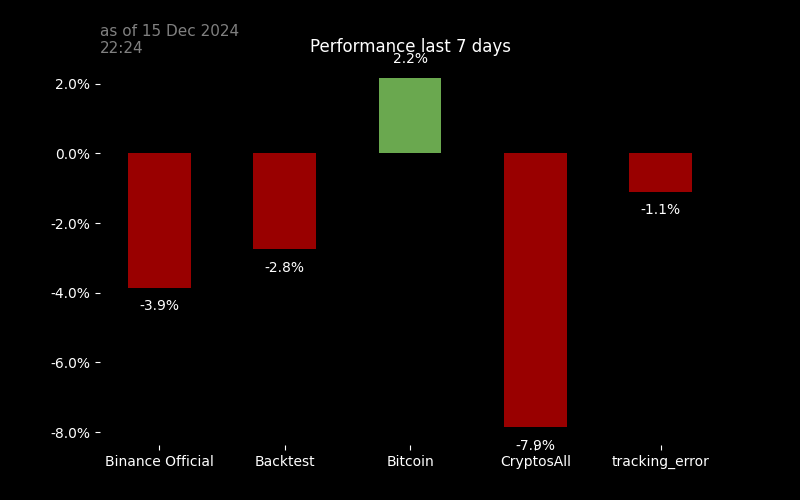 as of 15 Dec 2024
22:24
Performance last 7 days
2.2%
2.0%
0.0%
-2.0%
-4.0%
-6.0%
-8.0%
-3.9%
-2.8%
-7.9%
-1.1%
Binance Official
Backtest
Bitcoin
CryptosAll
tracking_error